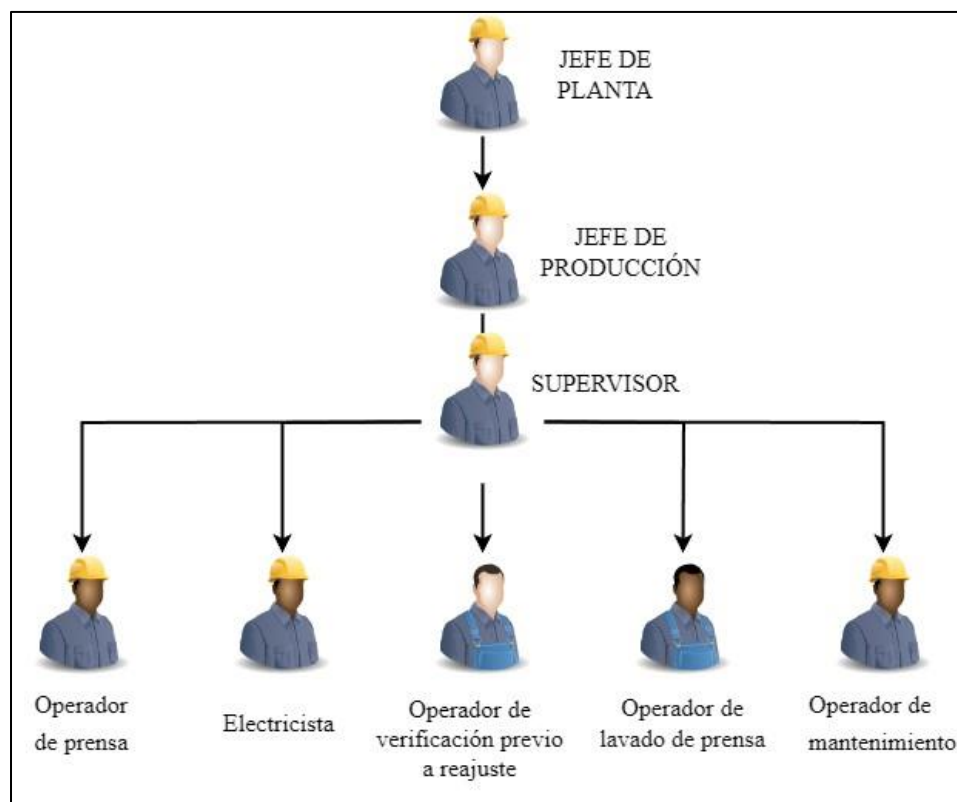 JEFE DE
PLANTA
JEFE DE
PRODUCCIÓN
SUPERVISOR
Operador
de prensa
Electricista
Operador de
verificación previo
a reajuste
Operador de
lavado de prensa
Operador de
mantenimiento